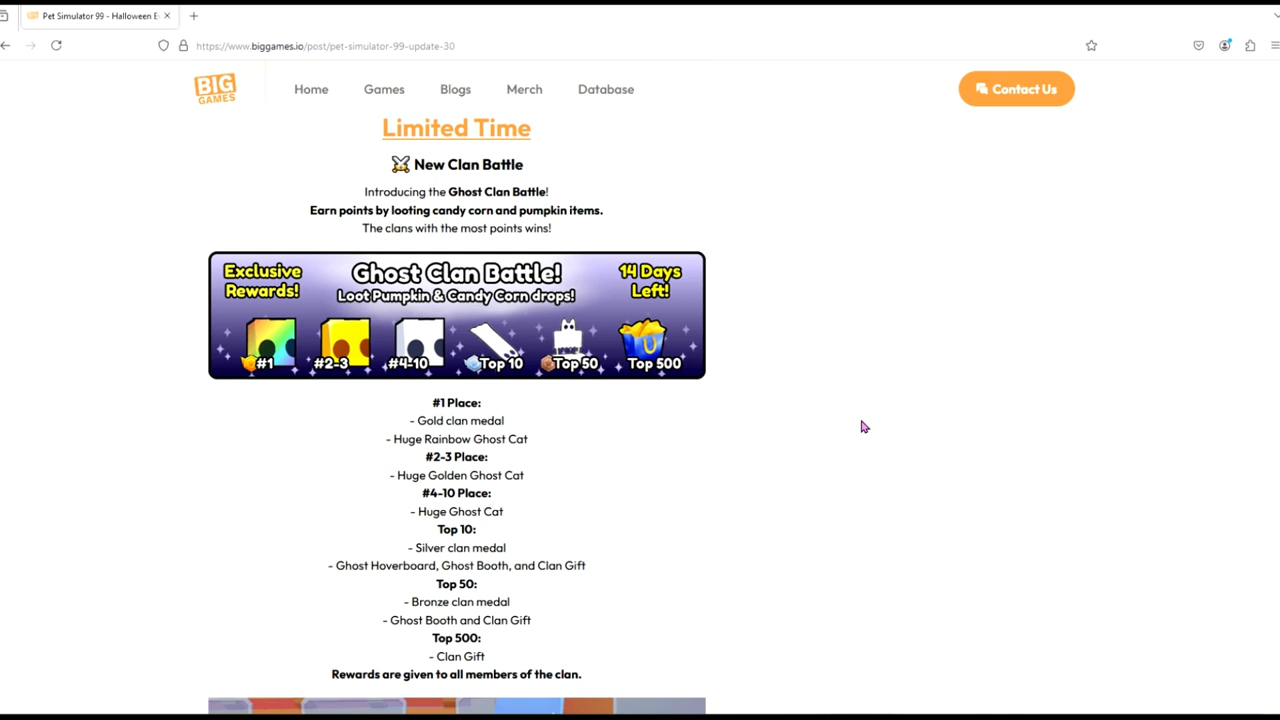 Pet Simulator 99 - Halloween E
https://www.biggames.io/post/pet-simulator-99-update-30
BIG GAMES
Home Games Blogs Merch Database
Contact Us
Limited Time
New Clan Battle
Introducing the Ghost Clan Battle!
Earn points by looting candy corn and pumpkin items.
The clans with the most points wins!
Exclusive Rewards!
Ghost Clan Battle!
Loot Pumpkin & Candy Corn drops!
14 Days Left!
#1 #2-3 #4-10 Top 10 Top 50 Top 500
#1 Place:
- Gold clan medal
- Huge Rainbow Ghost Cat
#2-3 Place:
- Huge Golden Ghost Cat
#4-10 Place:
- Huge Ghost Cat
Top 10:
- Silver clan medal
- Ghost Hoverboard, Ghost Booth, and Clan Gift
Top 50:
- Bronze clan medal
- Ghost Booth and Clan Gift
Top 500:
- Clan Gift
Rewards are given to all members of the clan.